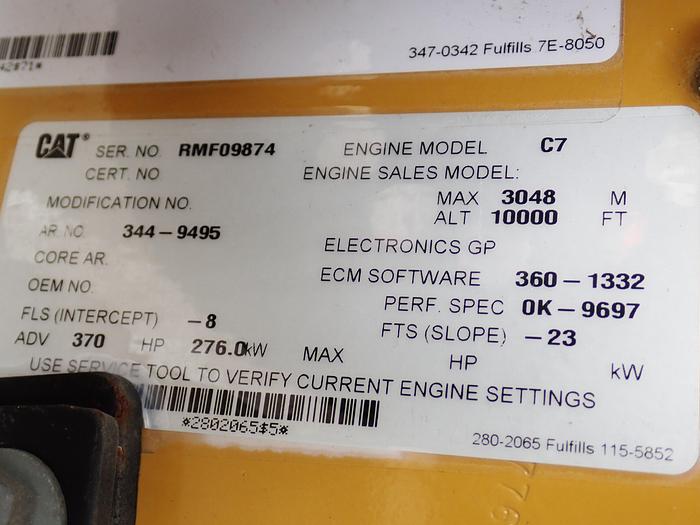 347-0342 Fulfills 7E-8050
CAT® SER. NO. RMF09874 ENGINE MODEL C7
CERT. NO ENGINE SALES MODEL:
MODIFICATION NO. MAX 3048 M
ALT 10000 FT
AR NO. 344-9495 ELECTRONICS GP
CORE AR. ECM SOFTWARE 360-1332
OEM NO. PERF. SPEC 0K-9697
FLS (INTERCEPT) -8 FTS (SLOPE) -23
ADV 370 HP 276.0kW MAX HP kW
USE SERVICE TOOL TO VERIFY CURRENT ENGINE SETTINGS
*2802065$5*
280-2065 Fulfills 115-5852